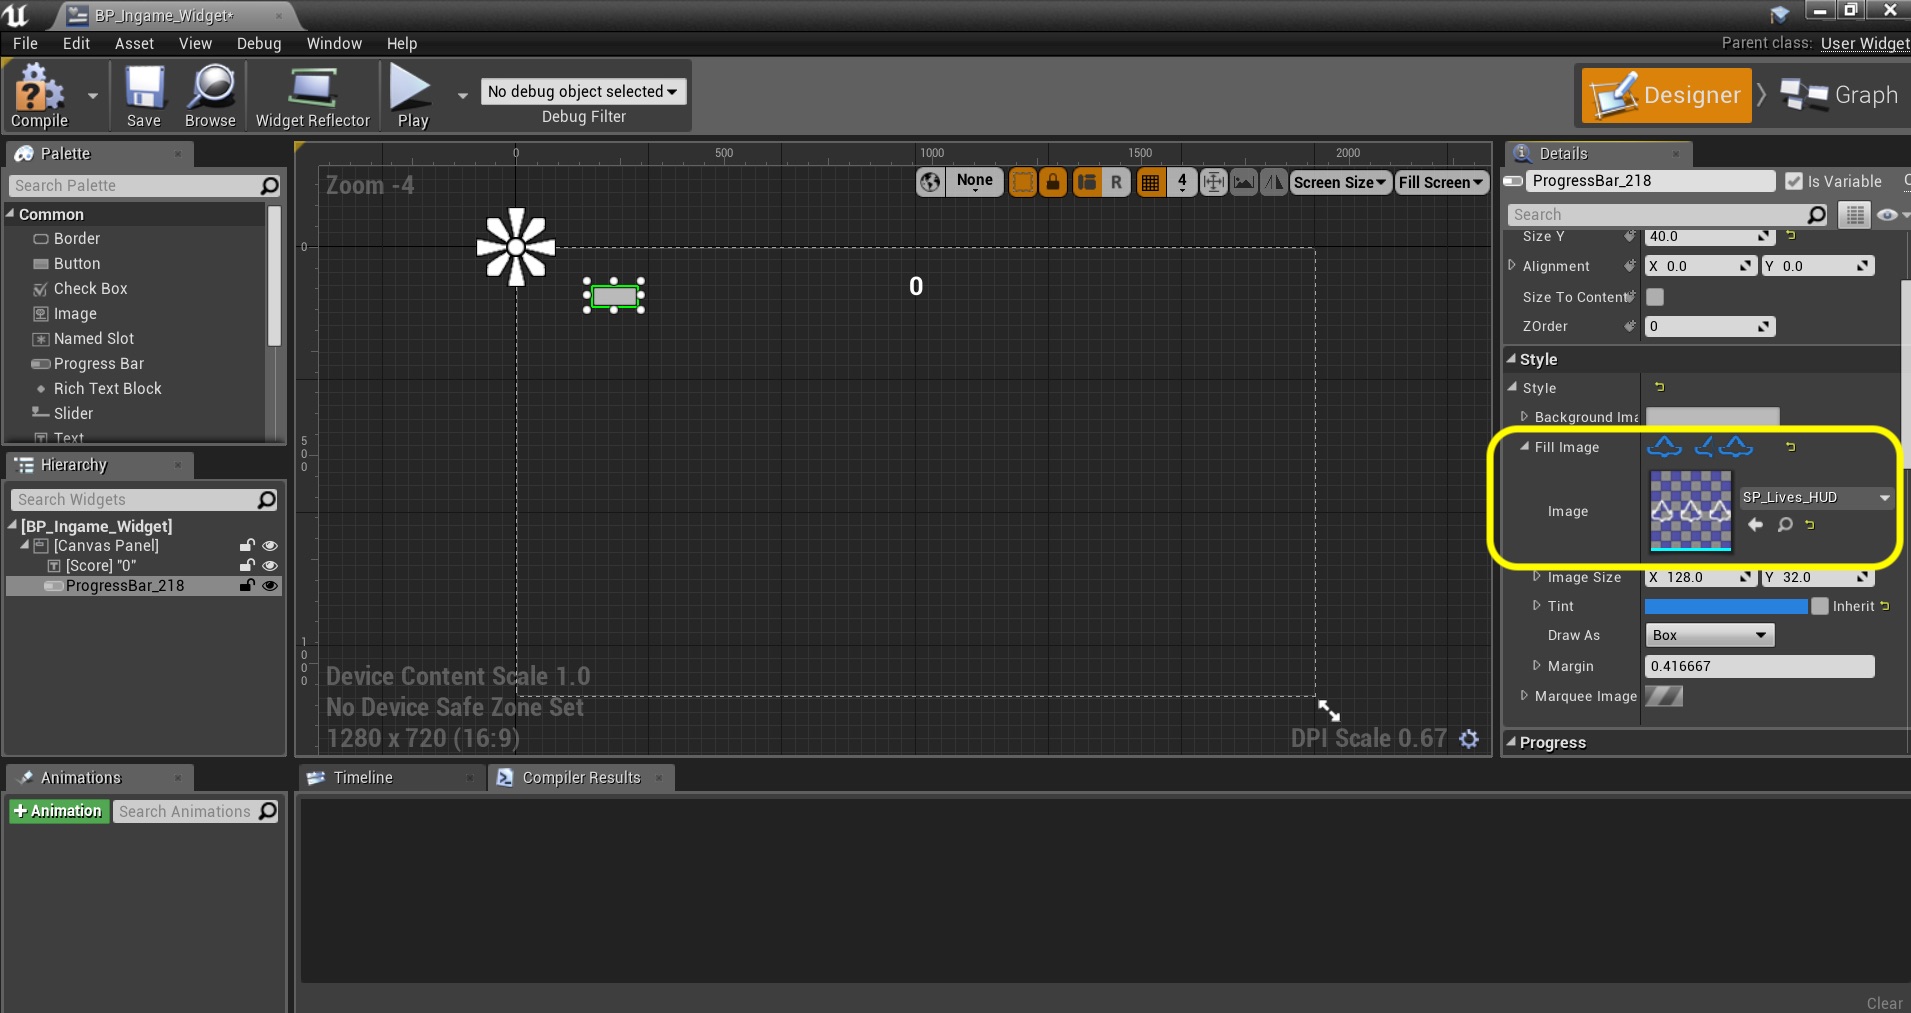 BP_Ingame_Widget*
File Edit Asset View Debug Window Help
Parent class: User Widget
Compile Save Browse Widget Reflector Play
No debug object selected
Debug Filter
Designer Graph
Palette
Search Palette
Common
Border
Button
Check Box
Image
Named Slot
Progress Bar
Rich Text Block
Slider
Text
Hierarchy
Search Widgets
[BP_Ingame_Widget]
[Canvas Panel]
[Score] "0"
ProgressBar_218
Animations
+ Animation
Search Animations
0 500 1000 1500 2000
Zoom -4
None
R
4
Screen Size
Fill Screen
0
500
1000
0
Device Content Scale 1.0
No Device Safe Zone Set
1280 x 720 (16:9)
DPI Scale 0.67
Timeline
Compiler Results
Clear
Details
ProgressBar_218
Is Variable
Search
Size Y 40.0
Alignment X 0.0 Y 0.0
Size To Content
ZOrder 0
Style
Style
Background Ima
Fill Image
Image
SP_Lives_HUD
Image Size X 128.0 Y 32.0
Tint Inherit
Draw As Box
Margin 0.416667
Marquee Image
Progress